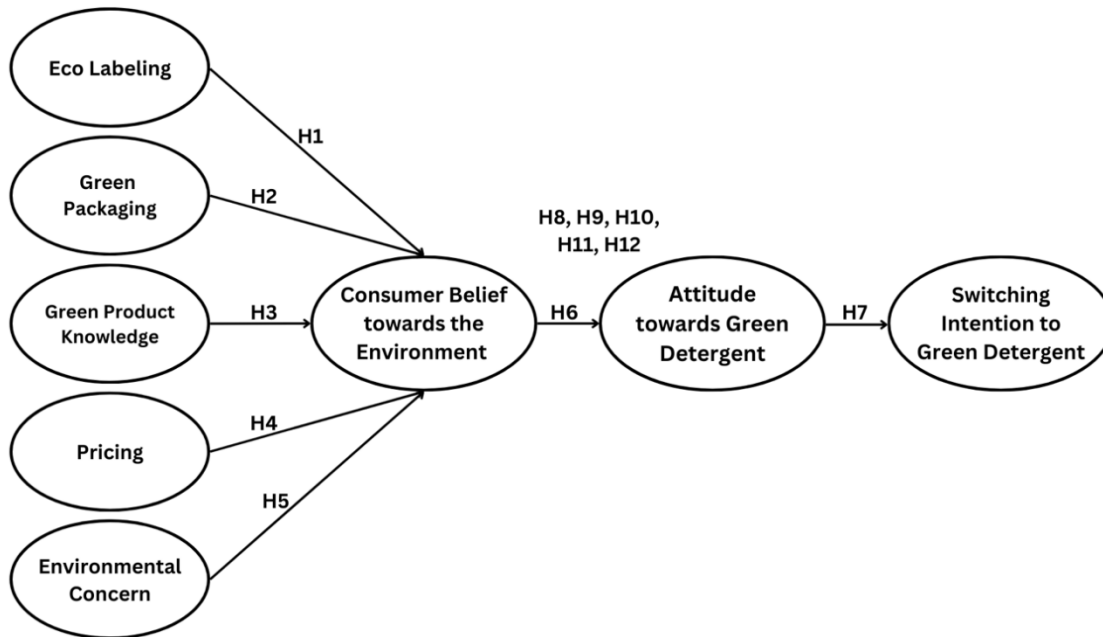 Eco Labeling
H1
Green
Packaging
H2
H8, H9, H10,
H11, H12
Green Product
Knowledge
H3
Consumer Belief
towards the
Environment
H6
Attitude
towards Green
Detergent
H7
Switching
Intention to
Green Detergent
Pricing
H4
H5
Environmental
Concern